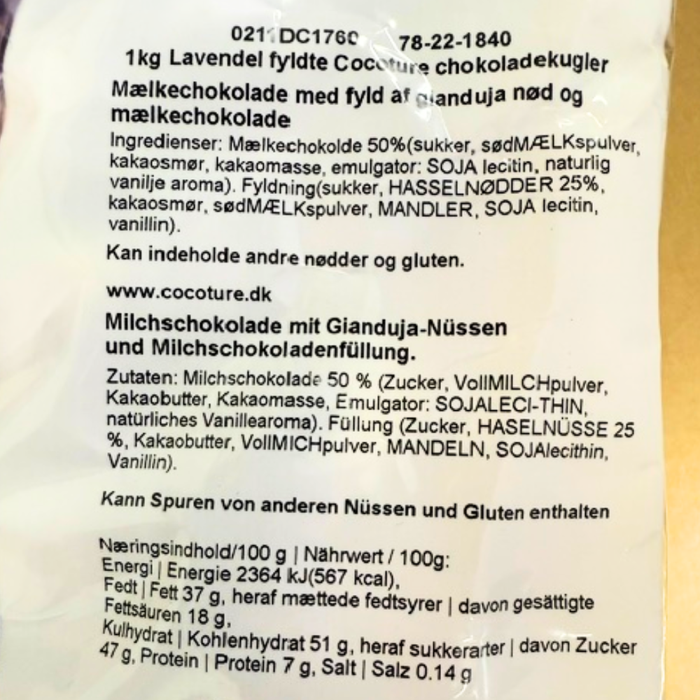 0211 DC1760 78-22-1840
1kg Lavendel fyldte Cocoture chokoladekugler
Mælkechokolade med fyld af gianduja nød og
mælkechokolade
Ingredienser: Mælkechokolde 50%(sukker, sødMÆLKspulver,
kakaosmør, kakaomasse, emulgator: SOJA lecitin, naturlig
vanilje aroma). Fyldning(sukker, HASSELNØDDER 25%,
kakaosmør, sødMÆLKspulver, MANDLER, SOJA lecitin,
vanillin).
Kan indeholde andre nødder og gluten.
www.cocoture.dk
Milchschokolade mit Gianduja-Nüssen
und Milchschokoladenfüllung.
Zutaten: Milchschokolade 50 % (Zucker, VollMILCHpulver,
Kakaobutter, Kakaomasse, Emulgator: SOJALECI-THIN,
natürliches Vanillearoma). Füllung (Zucker, HASELNÜSSE 25
%, Kakaobutter, VollMICHpulver, MANDELN, SOJAlecithin,
Vanillin).
Kann Spuren von anderen Nüssen und Gluten enthalten
Næringsindhold/100 g | Nährwert / 100g:
Energi | Energie 2364 kJ(567 kcal),
Fedt | Fett 37 g, heraf mættede fedtsyrer | davon gesättigte
Fettsäuren 18 g,
Kulhydrat | Kohlenhydrat 51 g, heraf sukkerarter | davon Zucker
47 g, Protein | Protein 7 g, Salt | Salz 0.14 g